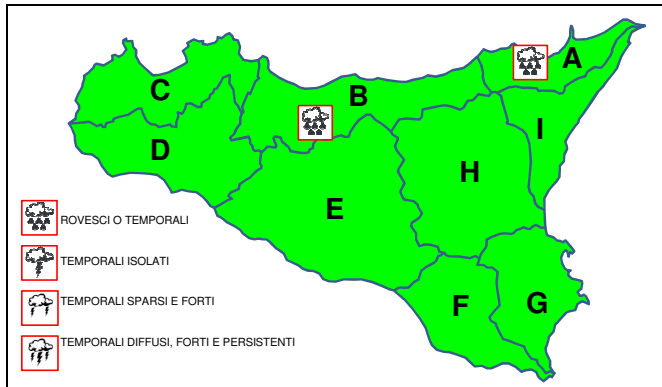 A
C
B
I
D
H
E
F
G
ROVESCI O TEMPORALI
TEMPORALI ISOLATI
TEMPORALI SPARSI E FORTI
TEMPORALI DIFFUSI, FORTI E PERSISTENTI